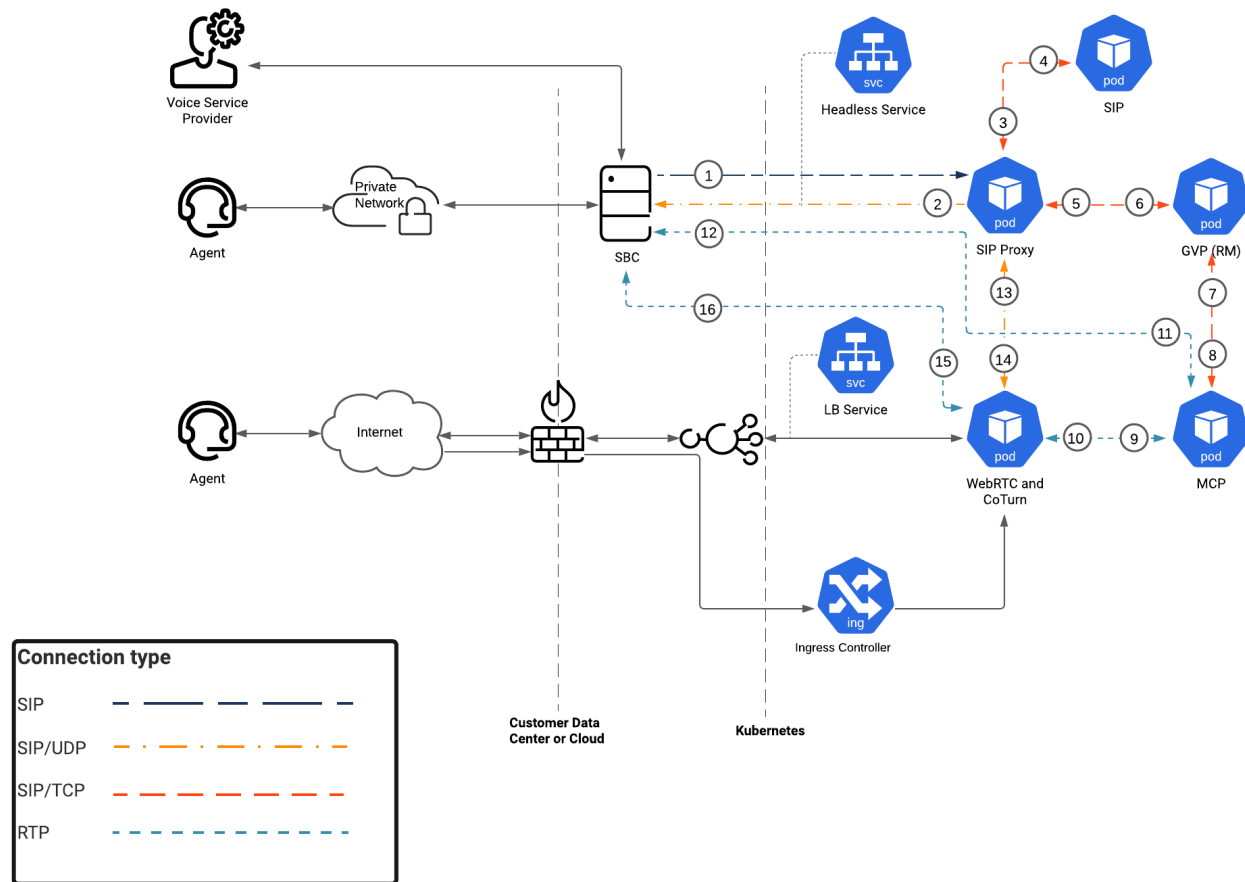 Voice Service
Provider
svc
Headless Service
4
pod
SIP
3
Private
Network
Agent
1
2
SBC
12
pod
SIP Proxy
5
6
pod
GVP (RM)
13
7
16
svc
LB Service
11
15
14
8
Internet
Agent
pod
WebRTC and
CoTurn
10
9
pod
MCP
ing
Ingress Controller
Customer Data
Center or Cloud
Kubernetes
Connection type
SIP
SIP/UDP
SIP/TCP
RTP